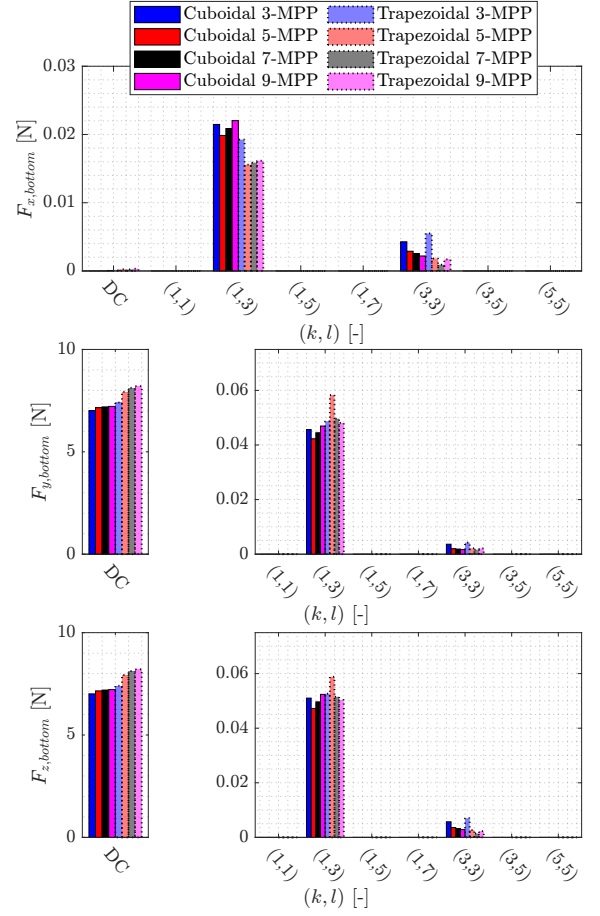 Cuboidal 3-MPP Trapezoidal 3-MPP
Cuboidal 5-MPP Trapezoidal 5-MPP
Cuboidal 7-MPP Trapezoidal 7-MPP
Cuboidal 9-MPP Trapezoidal 9-MPP
0.03
0.02
0.01
0
F_{x,bottom} [N]
DC (1,1) (1,3) (1,5) (1,7) (3,3) (3,5) (5,5)
(k, l) [-]
10
5
0
F_{y,bottom} [N]
DC
0.06
0.04
0.02
0
(1,1) (1,3) (1,5) (1,7) (3,3) (3,5) (5,5)
10
5
0
F_{z,bottom} [N]
DC
0.06
0.04
0.02
0
(1,1) (1,3) (1,5) (1,7) (3,3) (3,5) (5,5)
(k, l) [-]